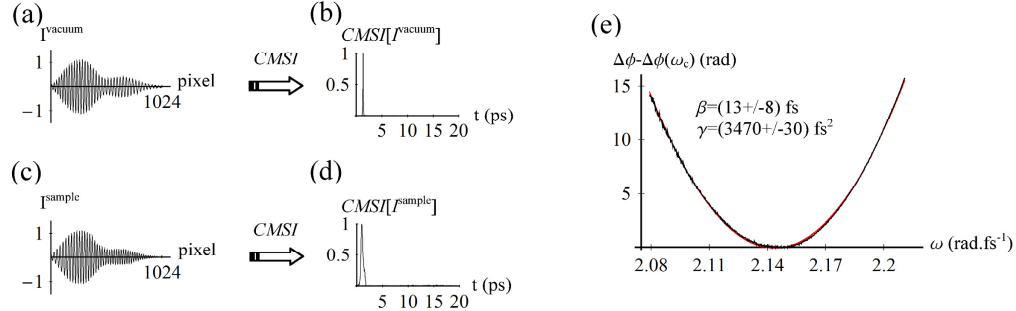 (a)
I^vacuum
1
−1
pixel
1024
CMSI
(b)
CMSI[I^vacuum]
1
0.5
5 10 15 20
t (ps)
(c)
I^sample
1
−1
pixel
1024
CMSI
(d)
CMSI[I^sample]
1
0.5
5 10 15 20
t (ps)
(e)
Δϕ-Δϕ(ω_c) (rad)
15
10
5
β=(13+/-8) fs
γ=(3470+/-30) fs²
2.08 2.11 2.14 2.17 2.2
ω (rad.fs⁻¹)